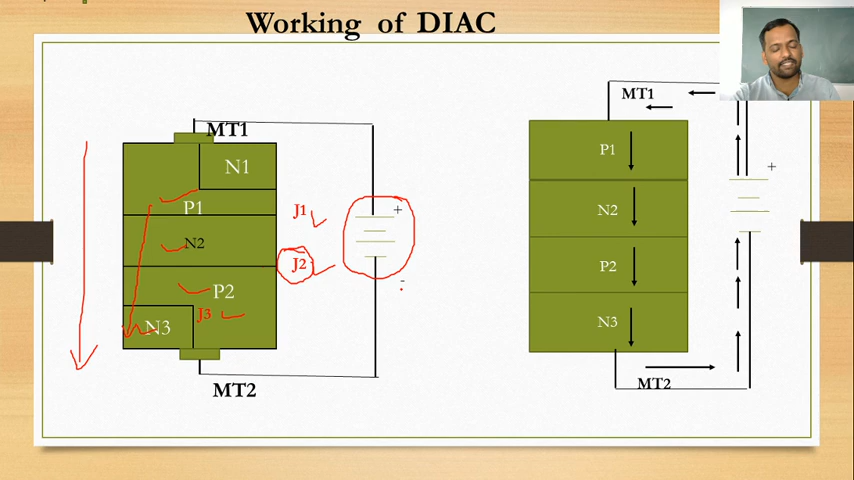 Working of DIAC
MT1
N1
P1
N2
P2
N3
J1
J2
J3
+
-
MT2
MT1
P1
N2
P2
N3
+
MT2